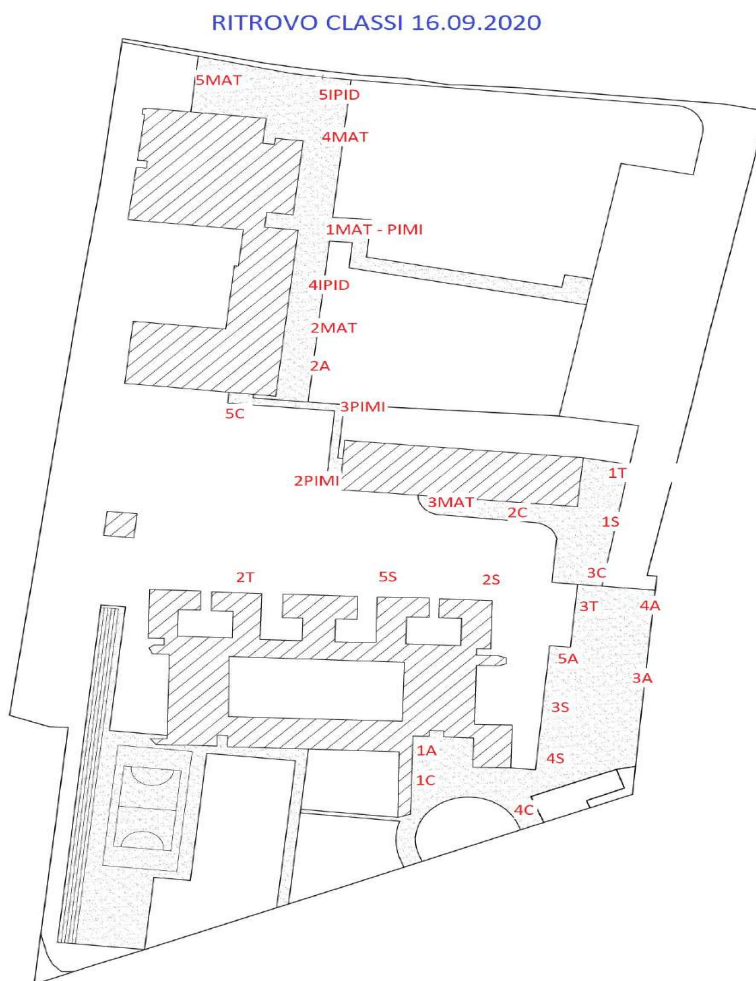 RITROVO CLASSI 16.09.2020
5MAT
5IPID
4MAT
1MAT - PIMI
4IPID
2MAT
2A
3PIMI
5C
1T
2PIMI
3MAT
2C
1S
3C
2T
5S
2S
3T
4A
5A
3A
3S
1A
4S
1C
4C